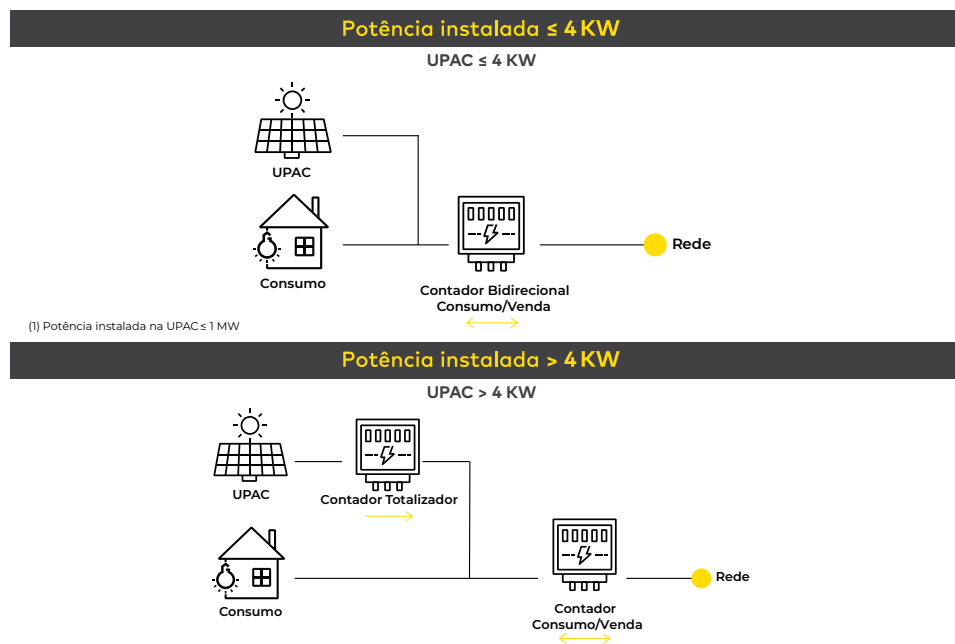 Potência instalada ≤ 4 KW
UPAC ≤ 4 KW
UPAC
Consumo
Contador Bidirecional
Consumo/Venda
Rede
(1) Potência instalada na UPAC ≤ 1 MW
Potência instalada > 4 KW
UPAC > 4 KW
UPAC
Contador Totalizador
Consumo
Contador
Consumo/Venda
Rede